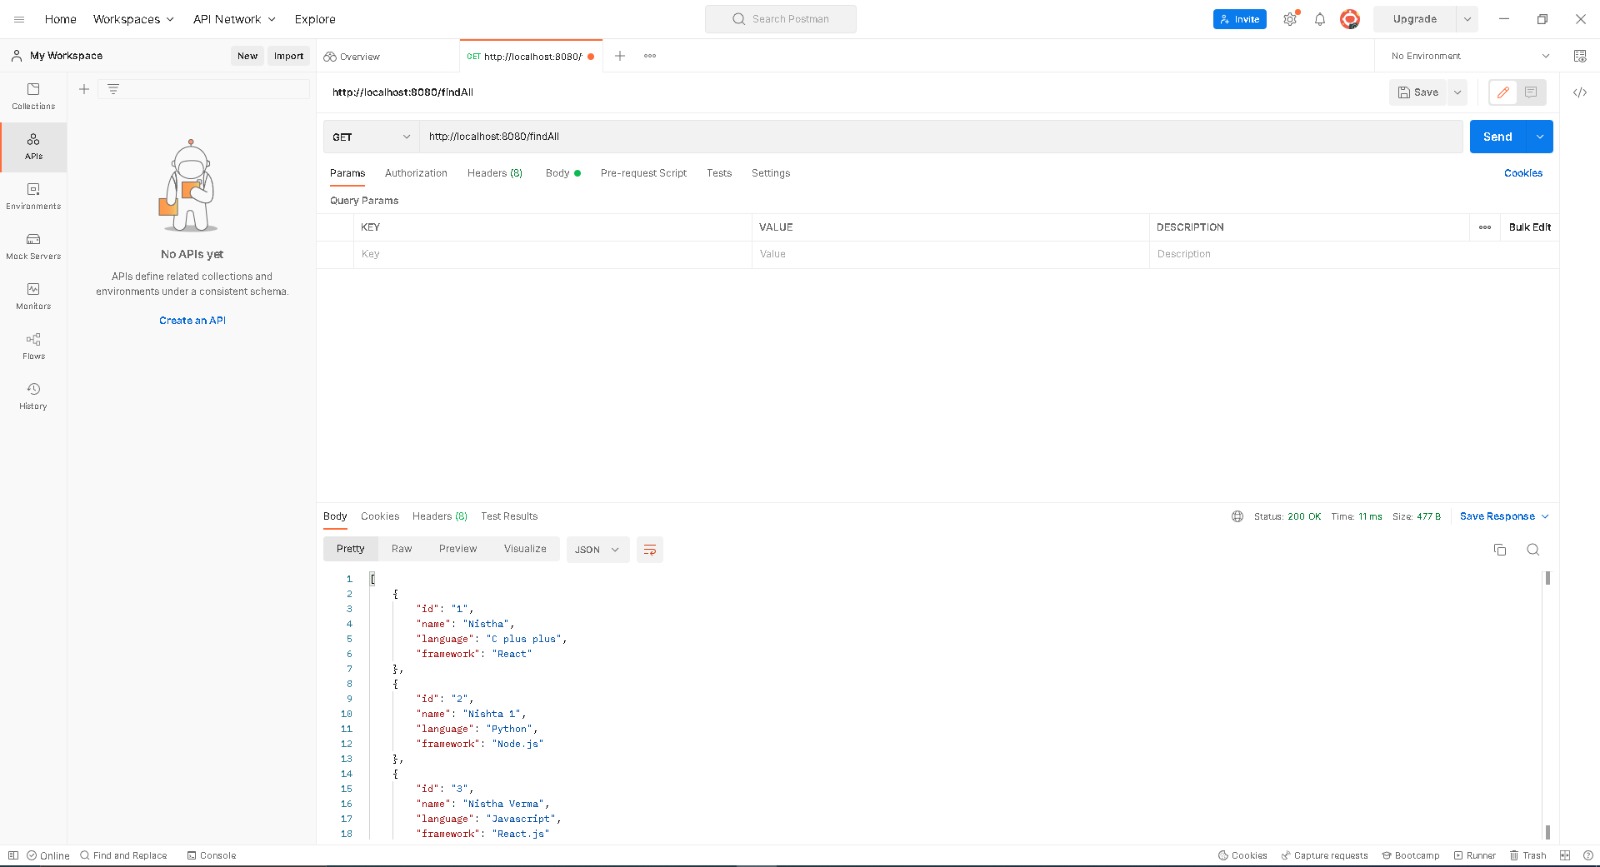 Home Workspaces API Network Explore Search Postman Invite Upgrade
My Workspace New Import Overview GET http://localhost:8080/ No Environment
Collections
APIs
Environments
Mock Servers
Monitors
Flows
History
No APIs yet
APIs define related collections and
environments under a consistent schema.
Create an API
http://localhost:8080/findAll Save
GET http://localhost:8080/findAll Send
Params Authorization Headers (8) Body Pre-request Script Tests Settings Cookies
Query Params
KEY VALUE DESCRIPTION Bulk Edit
Key Value Description
Body Cookies Headers (8) Test Results Status: 200 OK Time: 11 ms Size: 477 B Save Response
Pretty Raw Preview Visualize JSON
1 [
2 {
3 "id": "1",
4 "name": "Nistha",
5 "language": "C plus plus",
6 "framework": "React"
7 },
8 {
9 "id": "2",
10 "name": "Nishta 1",
11 "language": "Python",
12 "framework": "Node.js"
13 },
14 {
15 "id": "3",
16 "name": "Nistha Verma",
17 "language": "Javascript",
18 "framework": "React.js"
Online Find and Replace Console Cookies Capture requests Bootcamp Runner Trash